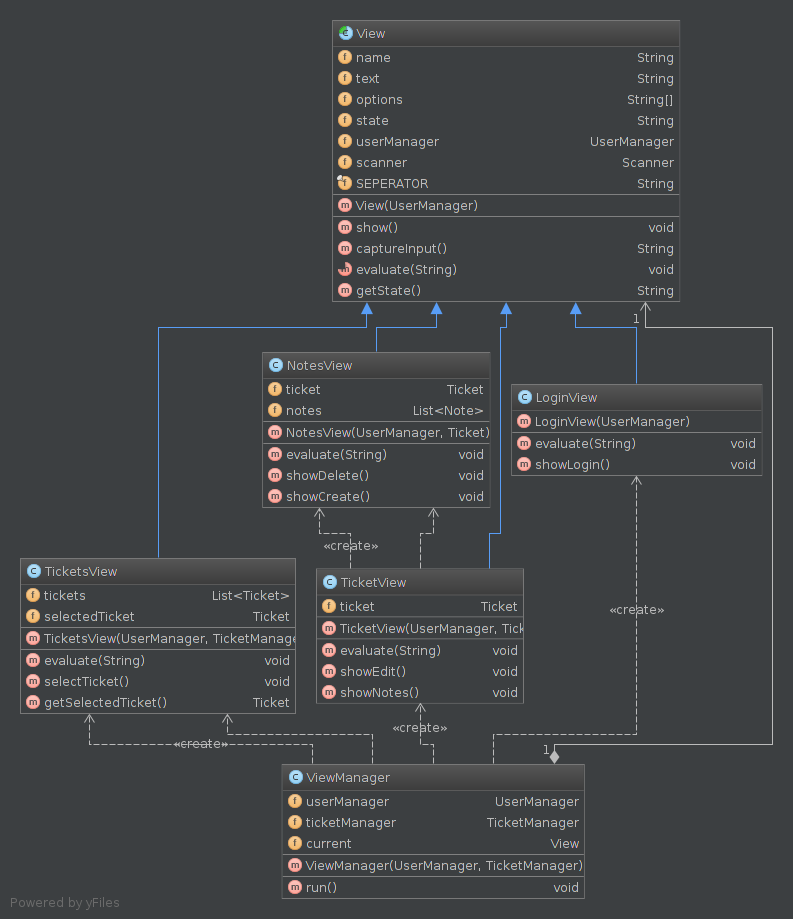 View
name String
text String
options String[]
state String
userManager UserManager
scanner Scanner
SEPERATOR String
View(UserManager)
show() void
captureInput() String
evaluate(String) void
getState() String
1
NotesView
ticket Ticket
notes List<Note>
NotesView(UserManager, Ticket)
evaluate(String) void
showDelete() void
showCreate() void
LoginView
LoginView(UserManager)
evaluate(String) void
showLogin() void
«create»
TicketsView
tickets List<Ticket>
selectedTicket Ticket
TicketsView(UserManager, TicketManage
evaluate(String) void
selectTicket() void
getSelectedTicket() Ticket
TicketView
ticket Ticket
TicketView(UserManager, Tick
evaluate(String) void
showEdit() void
showNotes() void
«create»
«create»
«create»
1
ViewManager
userManager UserManager
ticketManager TicketManager
current View
ViewManager(UserManager, TicketManager)
run() void
Powered by yFiles